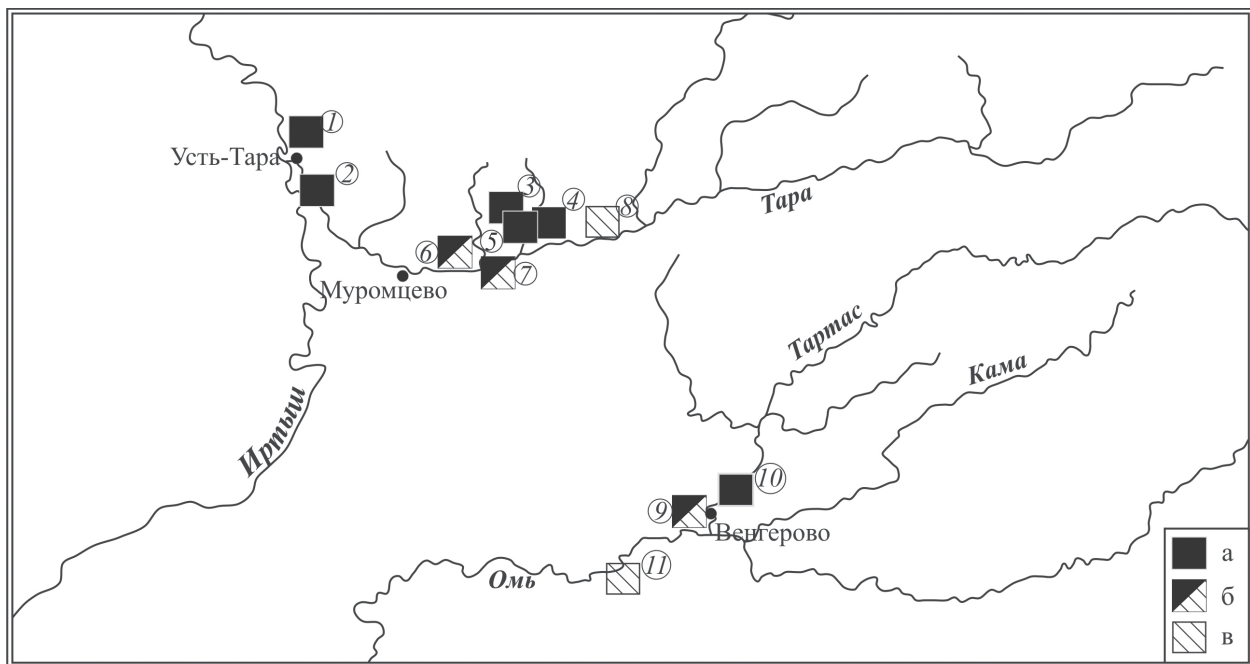 1
Усть-Тара
2
3
4
8
Тара
6
5
7
Муромцево
Тартас
Кама
Иртыш
10
9
Венгерово
11
Омь
а
б
в